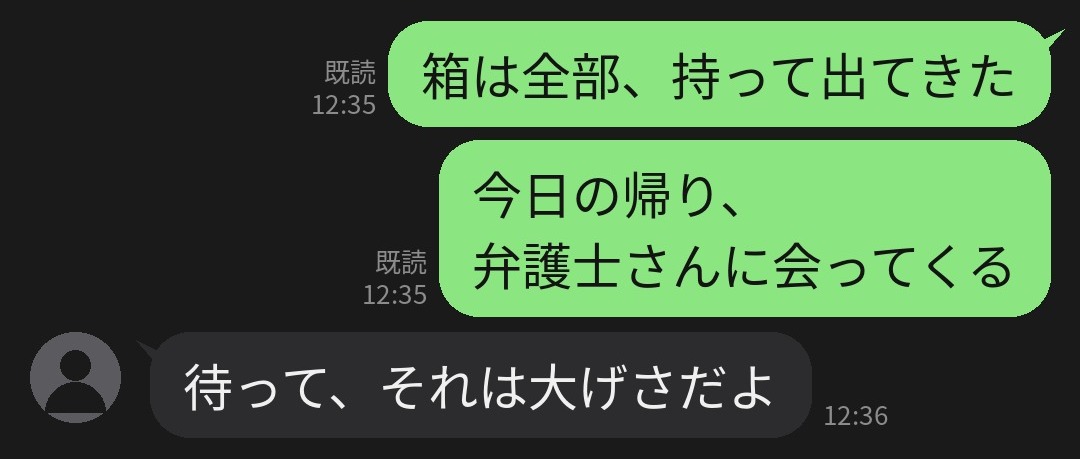 箱は全部、持って出てきた
既読
12:35
今日の帰り、
弁護士さんに会ってくる
既読
12:35
待って、それは大げさだよ
12:36